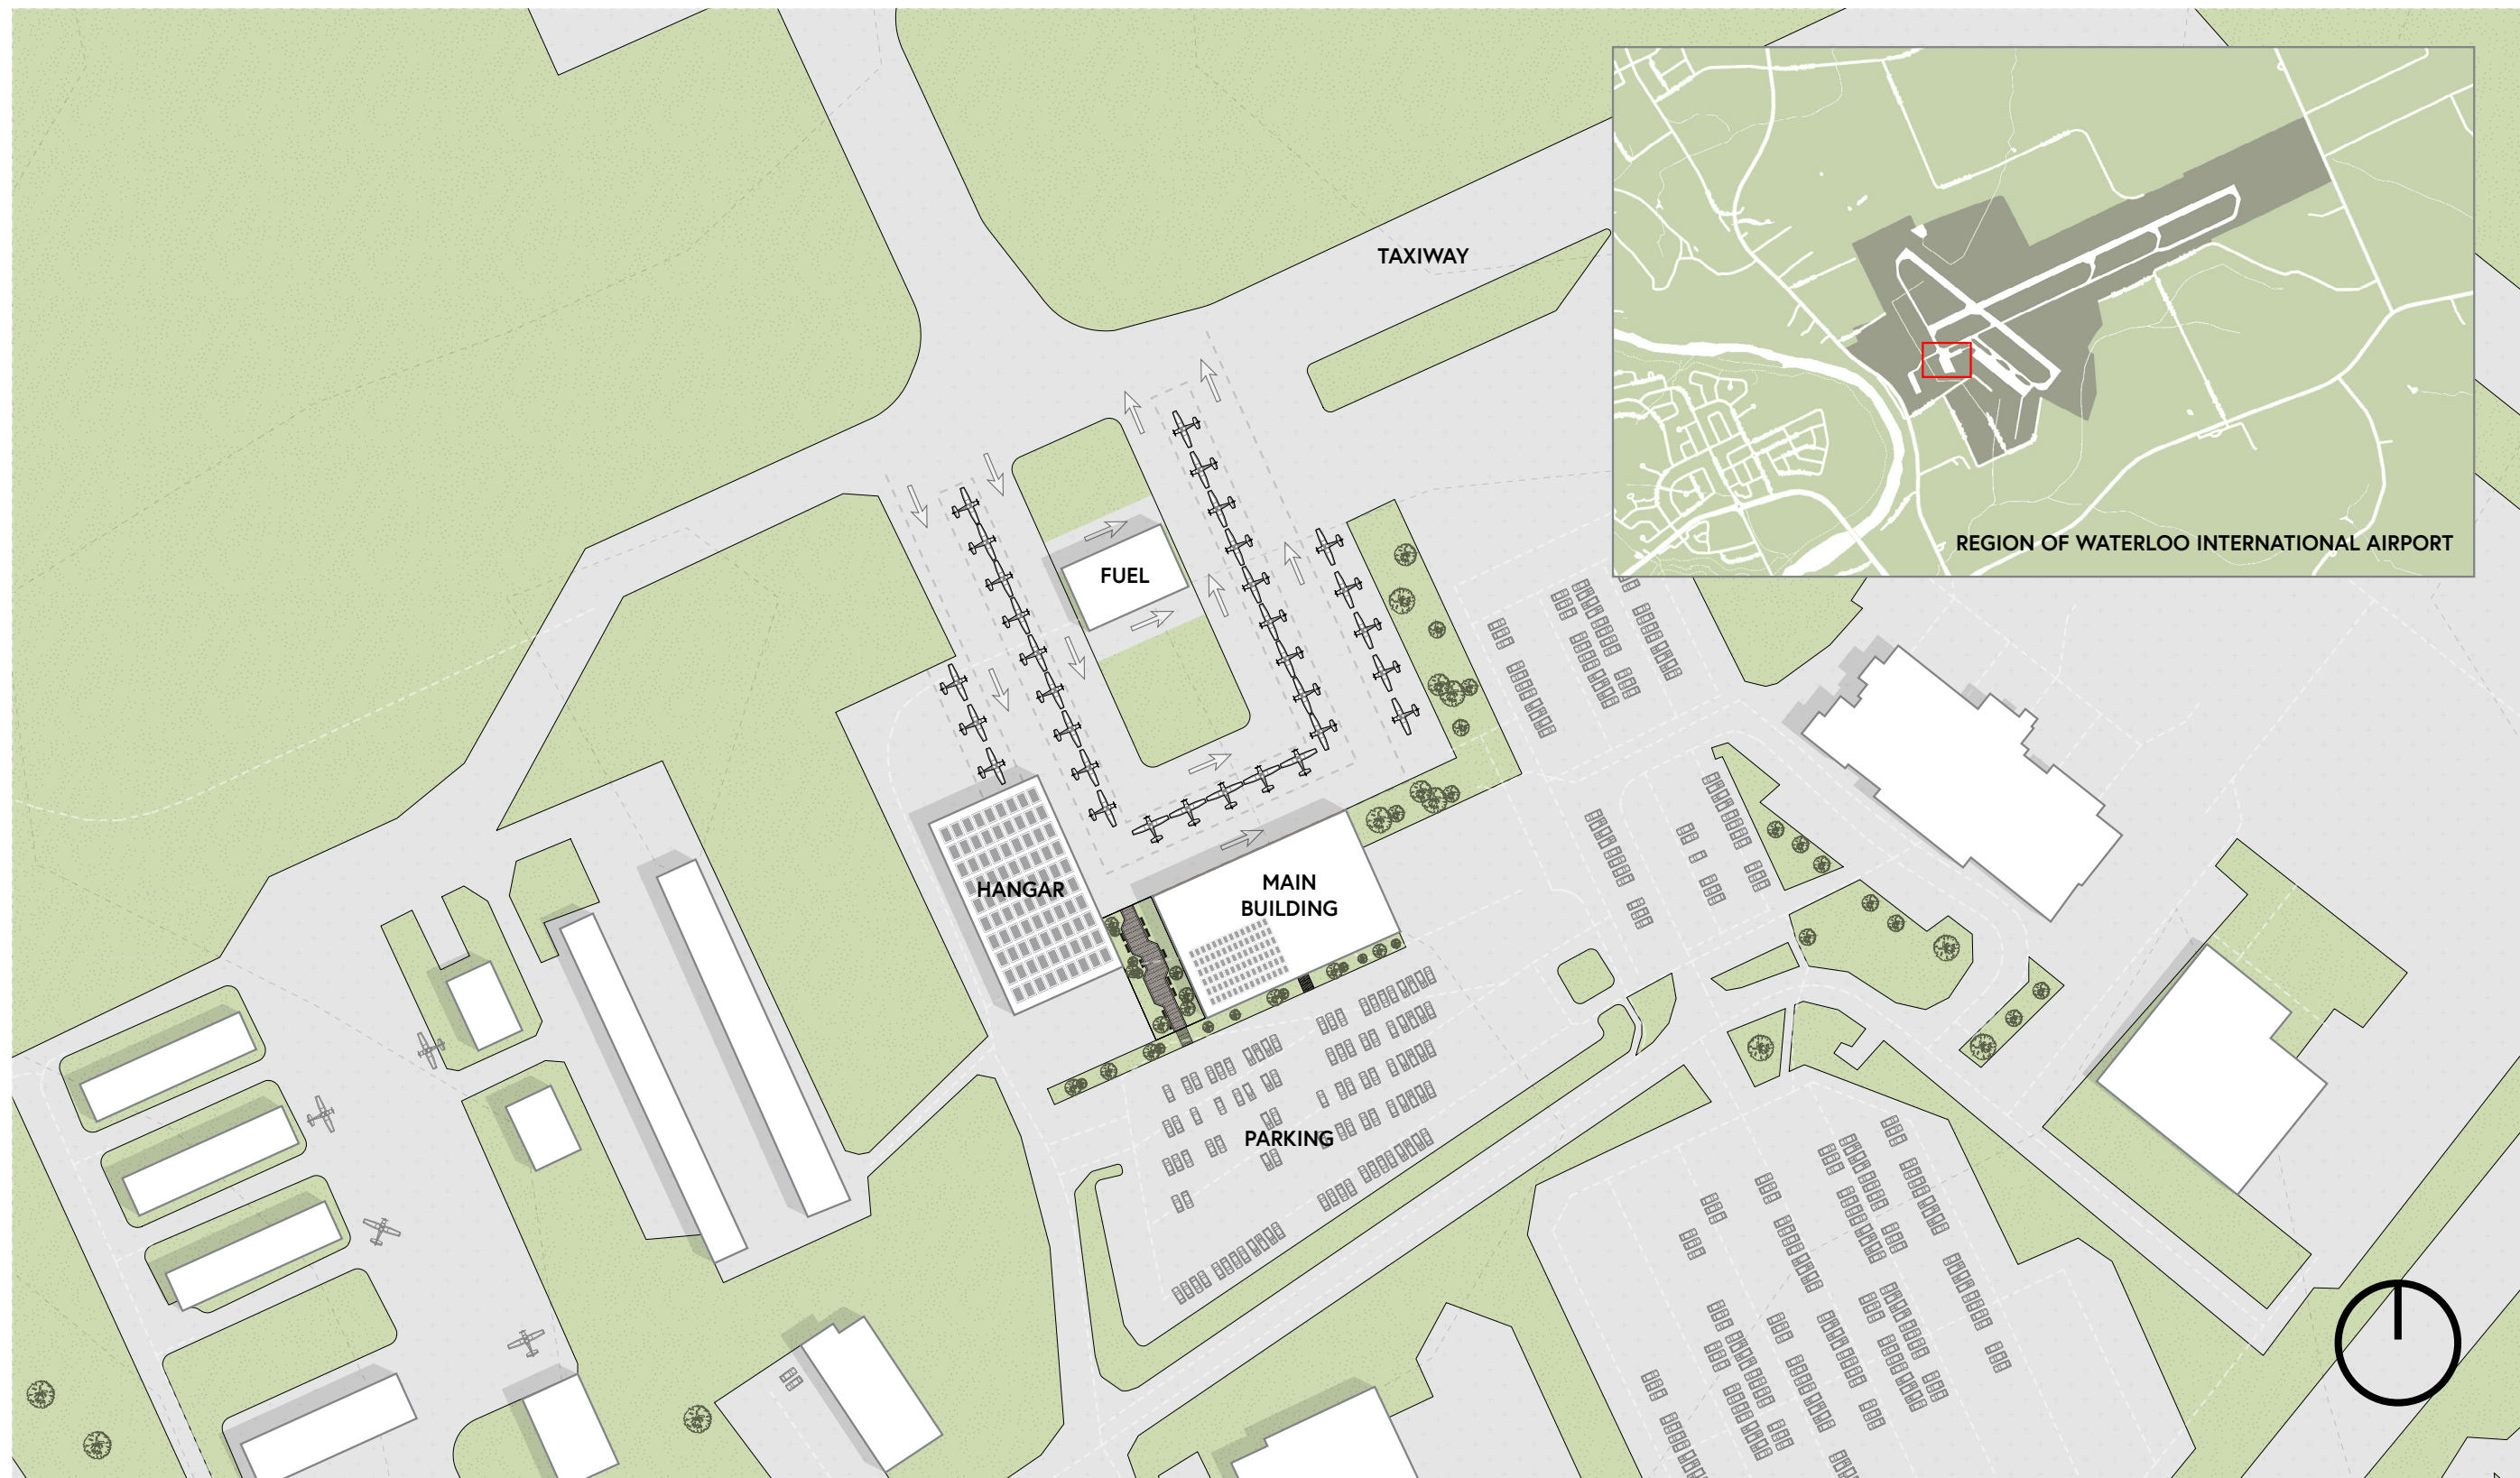 TAXIWAY
REGION OF WATERLOO INTERNATIONAL AIRPORT
FUEL
HANGAR
MAIN
BUILDING
PARKING